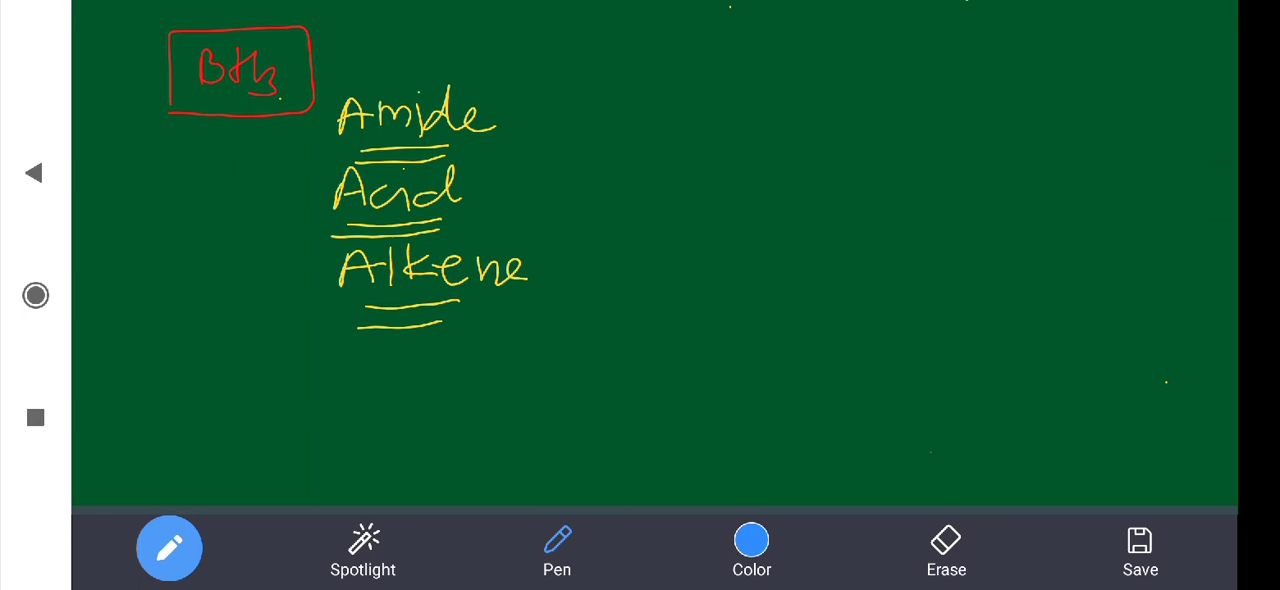 BH3
Amide
Acid
Alkene
Spotlight
Pen
Color
Erase
Save